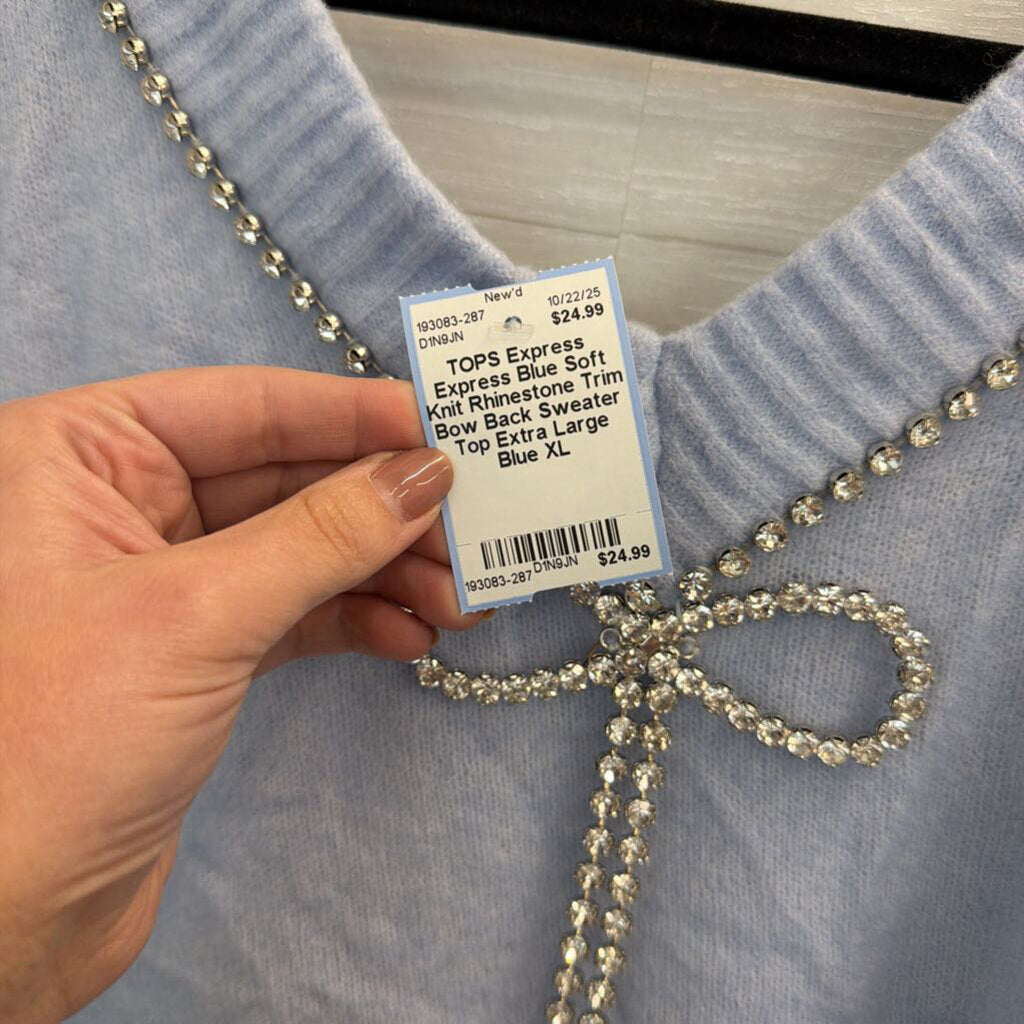 New'd
193083-287 10/22/25
D1N9JN $24.99
TOPS Express
Express Blue Soft
Knit Rhinestone Trim
Bow Back Sweater
Top Extra Large
Blue XL
193083-287 D1N9JN $24.99